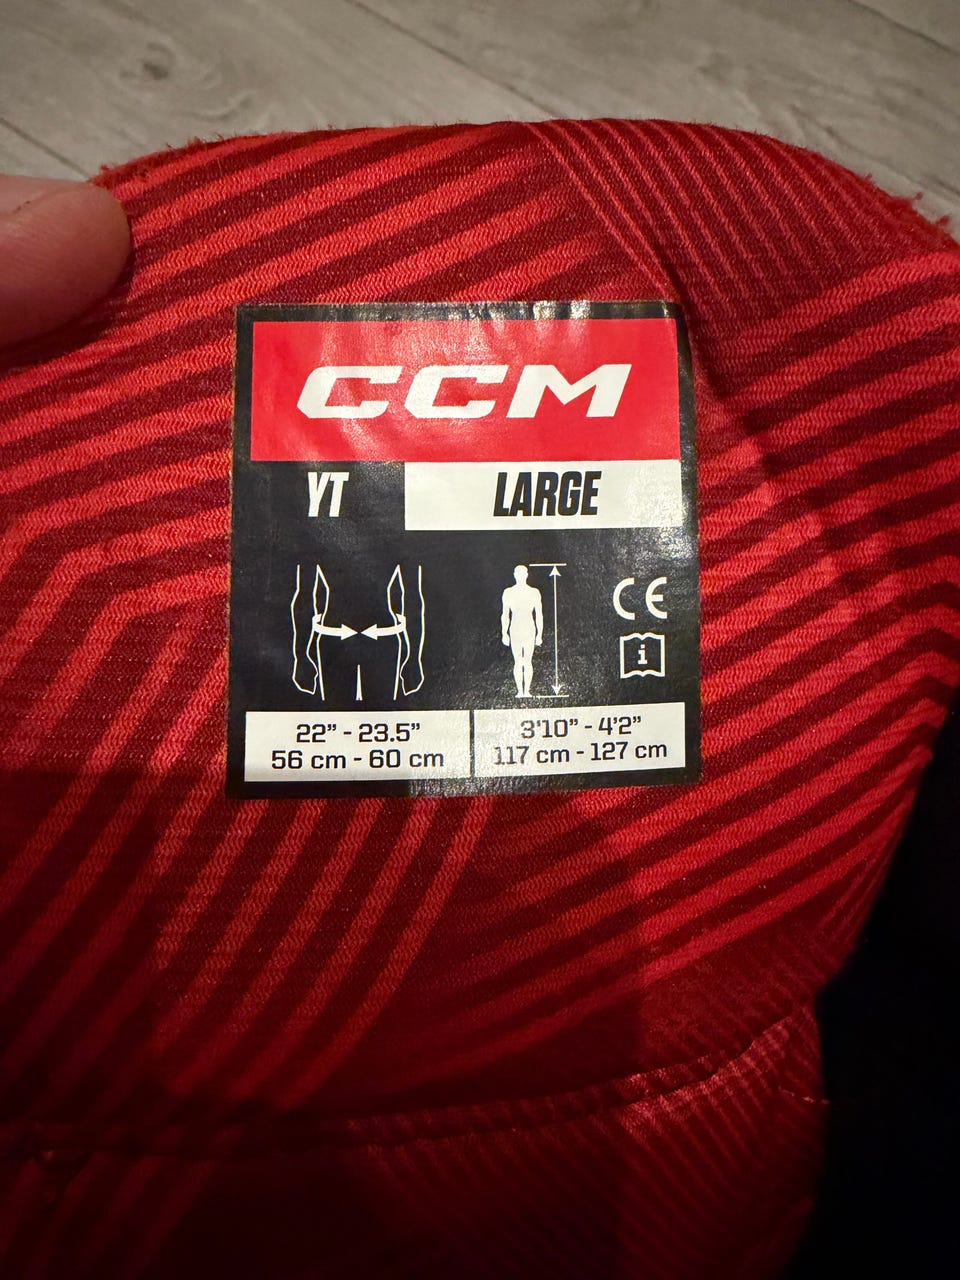 CCM
YT LARGE
CE
i
22” - 23.5”
56 cm - 60 cm
3’10” - 4’2”
117 cm - 127 cm